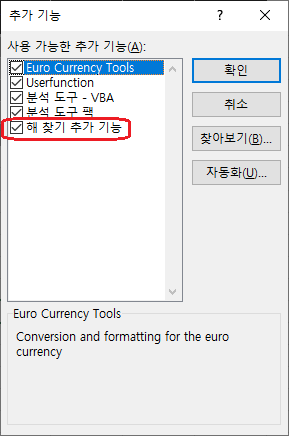 추가 기능
사용 가능한 추가 기능(A):
Euro Currency Tools
Userfunction
분석 도구 - VBA
분석 도구 팩
해 찾기 추가 기능
확인
취소
찾아보기(B)...
자동화(U)...
Euro Currency Tools
Conversion and formatting for the euro
currency